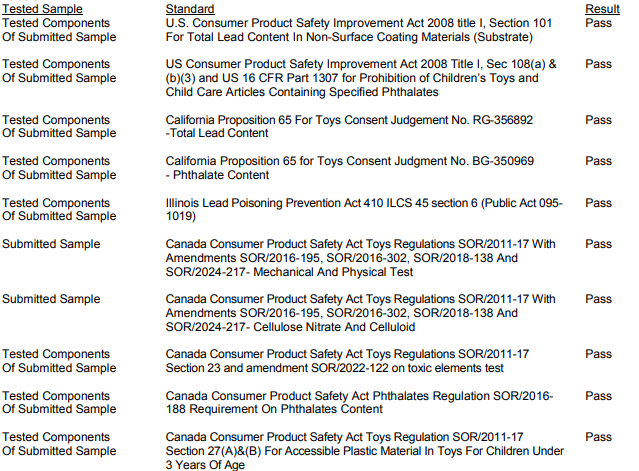 Tested Sample Standard Result
Tested Components U.S. Consumer Product Safety Improvement Act 2008 title I, Section 101 Pass
Of Submitted Sample For Total Lead Content In Non-Surface Coating Materials (Substrate)
Tested Components US Consumer Product Safety Improvement Act 2008 Title I, Sec 108(a) & Pass
Of Submitted Sample (b)(3) and US 16 CFR Part 1307 for Prohibition of Children's Toys and
Child Care Articles Containing Specified Phthalates
Tested Components California Proposition 65 For Toys Consent Judgement No. RG-356892 Pass
Of Submitted Sample -Total Lead Content
Tested Components California Proposition 65 for Toys Consent Judgment No. BG-350969 Pass
Of Submitted Sample - Phthalate Content
Tested Components Illinois Lead Poisoning Prevention Act 410 ILCS 45 section 6 (Public Act 095- Pass
Of Submitted Sample 1019)
Submitted Sample Canada Consumer Product Safety Act Toys Regulations SOR/2011-17 With Pass
Amendments SOR/2016-195, SOR/2016-302, SOR/2018-138 And
SOR/2024-217- Mechanical And Physical Test
Submitted Sample Canada Consumer Product Safety Act Toys Regulations SOR/2011-17 With Pass
Amendments SOR/2016-195, SOR/2016-302, SOR/2018-138 And
SOR/2024-217- Cellulose Nitrate And Celluloid
Tested Components Canada Consumer Product Safety Act Toys Regulations SOR/2011-17 Pass
Of Submitted Sample Section 23 and amendment SOR/2022-122 on toxic elements test
Tested Components Canada Consumer Product Safety Act Phthalates Regulation SOR/2016- Pass
Of Submitted Sample 188 Requirement On Phthalates Content
Tested Components Canada Consumer Product Safety Act Toys Regulation SOR/2011-17 Pass
Of Submitted Sample Section 27(A)&(B) For Accessible Plastic Material In Toys For Children Under
3 Years Of Age